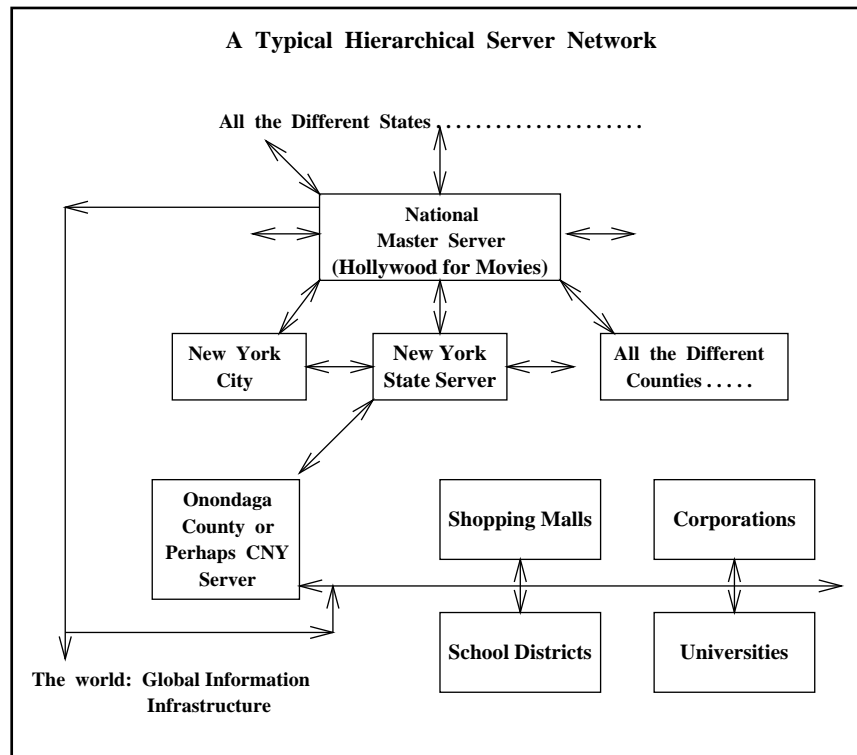 A Typical Hierarchical Server Network
All the Different States . . . . . . . . . . . . . . . . . . . . .
National
Master Server
(Hollywood for Movies)
New York
City
New York
State Server
All the Different
Counties . . . . .
Onondaga
County or
Perhaps CNY
Server
Shopping Malls
Corporations
School Districts
Universities
The world: Global Information
Infrastructure